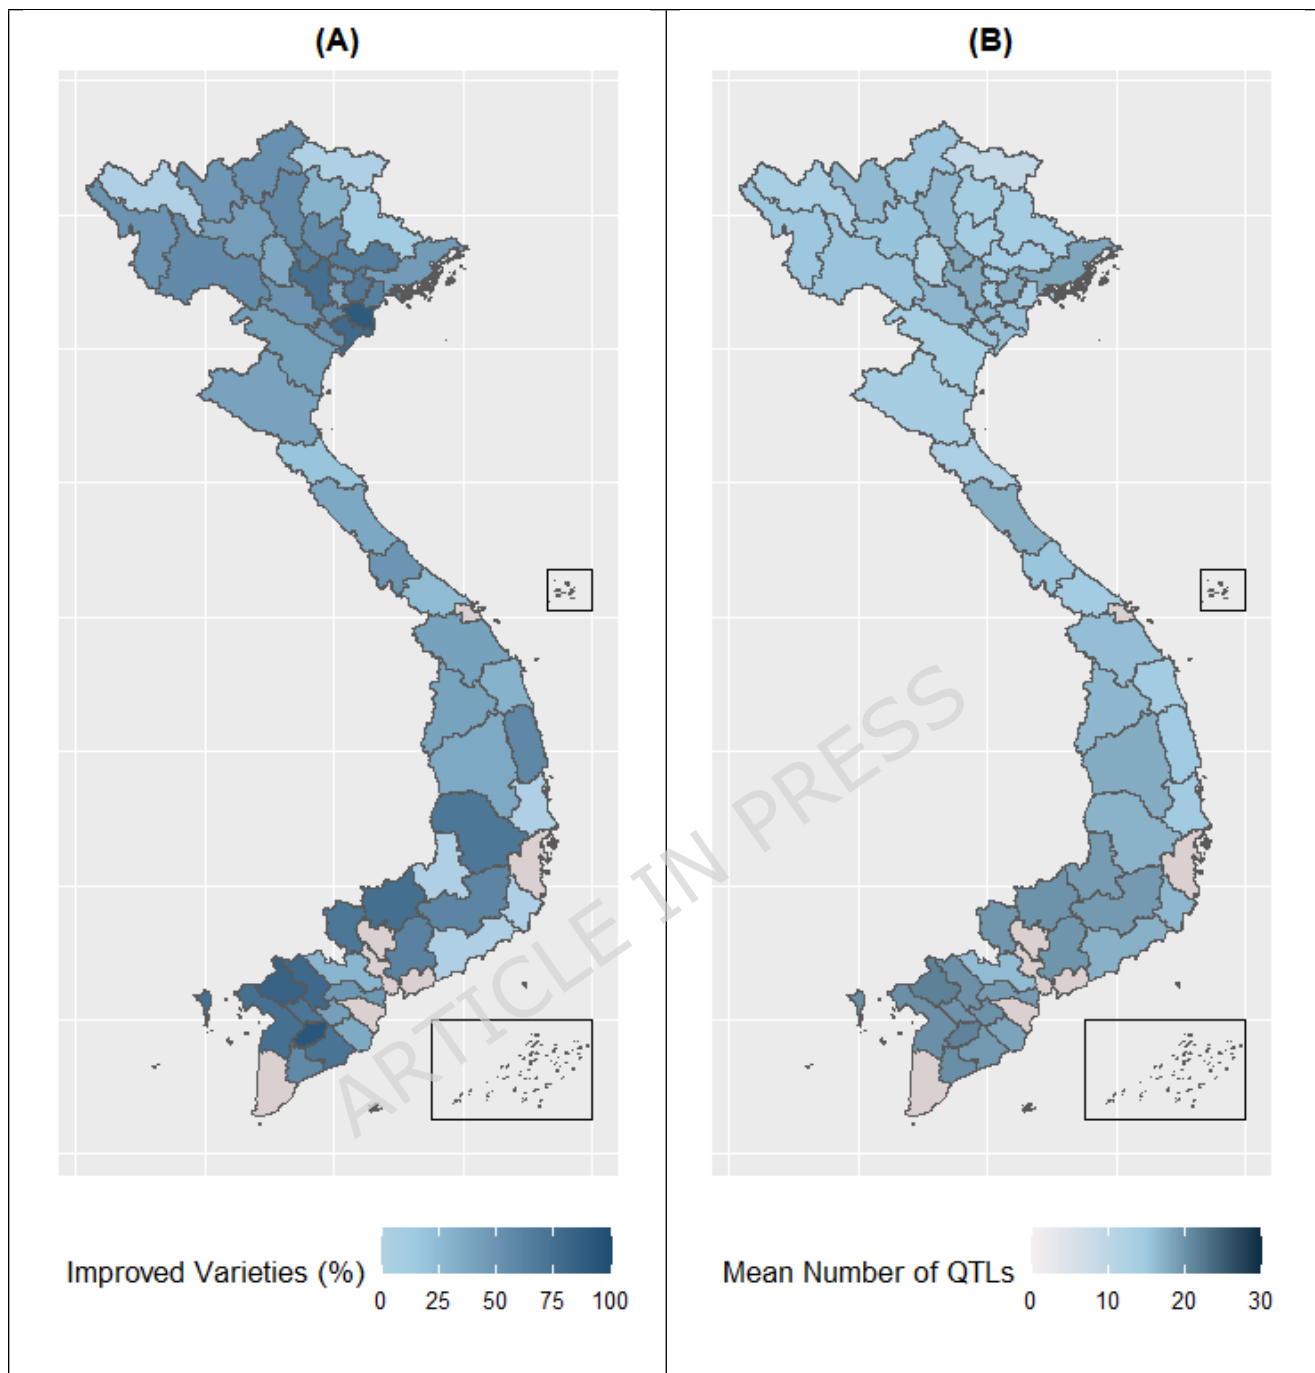 (A)
(B)
ARTICLE IN PRESS
Improved Varieties (%)
0 25 50 75 100
Mean Number of QTLs
0 10 20 30